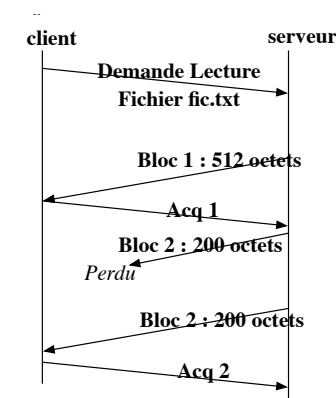 client serveur
Demande Lecture
Fichier fic.txt
Bloc 1 : 512 octets
Acq 1
Bloc 2 : 200 octets
Perdu
Bloc 2 : 200 octets
Acq 2